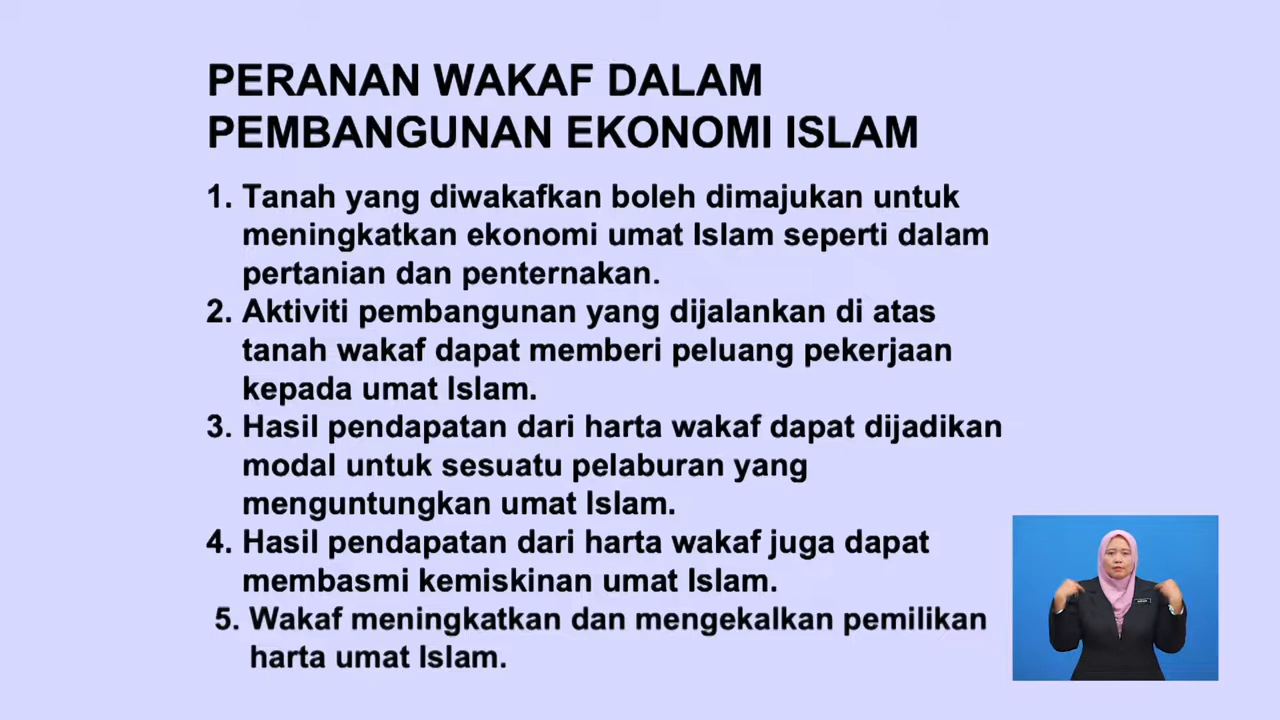 PERANAN WAKAF DALAM
PEMBANGUNAN EKONOMI ISLAM
1. Tanah yang diwakafkan boleh dimajukan untuk
meningkatkan ekonomi umat Islam seperti dalam
pertanian dan penternakan.
2. Aktiviti pembangunan yang dijalankan di atas
tanah wakaf dapat memberi peluang pekerjaan
kepada umat Islam.
3. Hasil pendapatan dari harta wakaf dapat dijadikan
modal untuk sesuatu pelaburan yang
menguntungkan umat Islam.
4. Hasil pendapatan dari harta wakaf juga dapat
membasmi kemiskinan umat Islam.
5. Wakaf meningkatkan dan mengekalkan pemilikan
harta umat Islam.